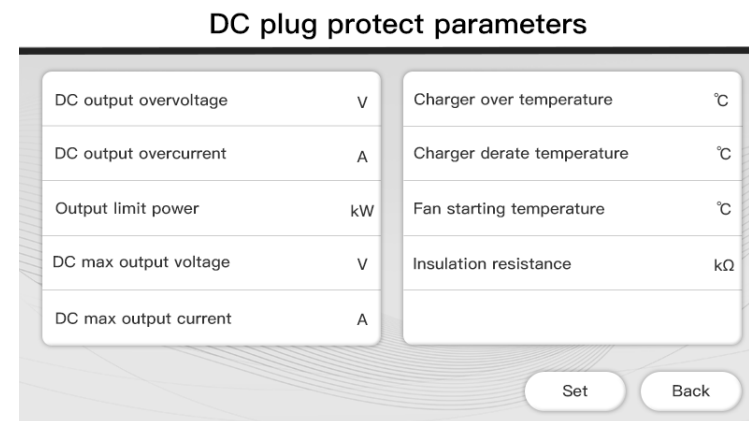 DC plug protect parameters
DC output overvoltage V
DC output overcurrent A
Output limit power kW
DC max output voltage V
DC max output current A
Charger over temperature ℃
Charger derate temperature ℃
Fan starting temperature ℃
Insulation resistance kΩ
Set Back